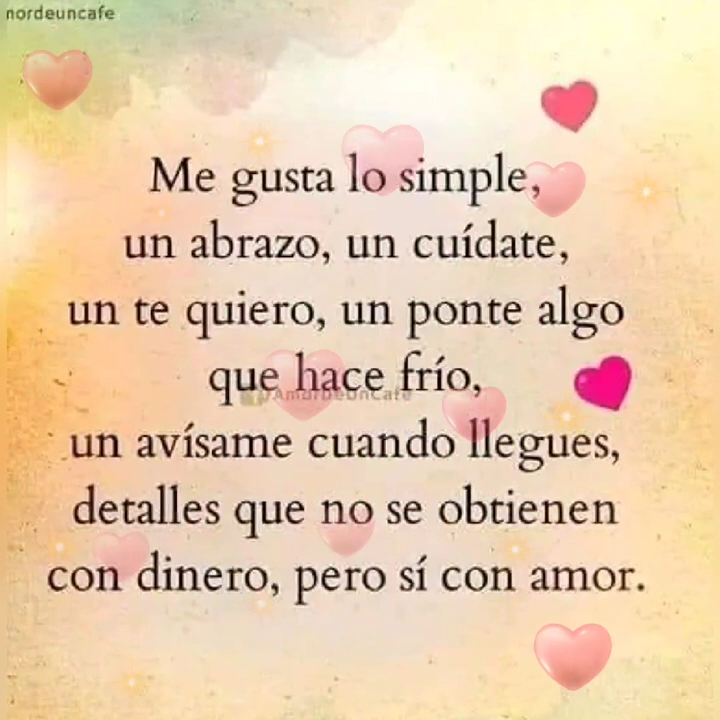 nordeuncafe
Me gusta lo simple,
un abrazo, un cuídate,
un te quiero, un ponte algo
que hace frío,
AmordeUnCafe
un avísame cuando llegues,
detalles que no se obtienen
con dinero, pero sí con amor.